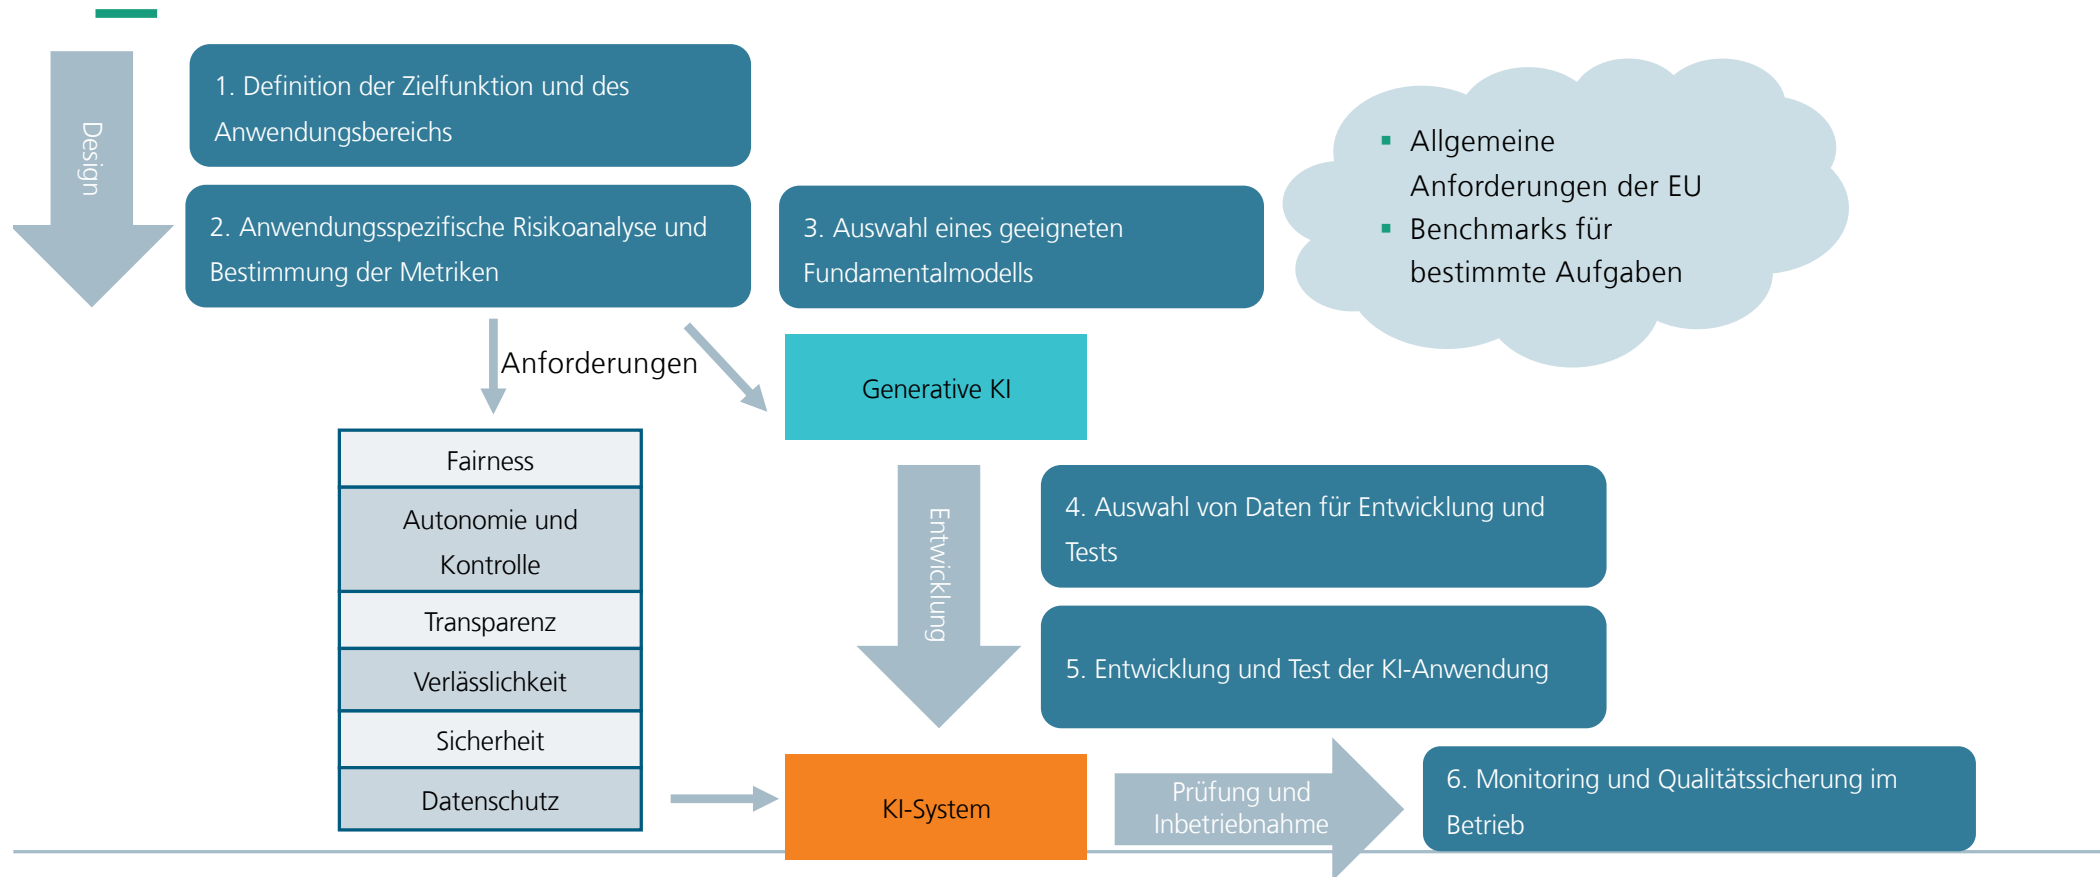 Design
1. Definition der Zielfunktion und des
Anwendungsbereichs
2. Anwendungsspezifische Risikoanalyse und
Bestimmung der Metriken
3. Auswahl eines geeigneten
Fundamentalmodells
▪ Allgemeine
Anforderungen der EU
▪ Benchmarks für
bestimmte Aufgaben
Anforderungen
Generative KI
Fairness
Autonomie und
Kontrolle
Transparenz
Verlässlichkeit
Sicherheit
Datenschutz
Entwicklung
4. Auswahl von Daten für Entwicklung und
Tests
5. Entwicklung und Test der KI-Anwendung
KI-System
Prüfung und
Inbetriebnahme
6. Monitoring und Qualitätssicherung im
Betrieb